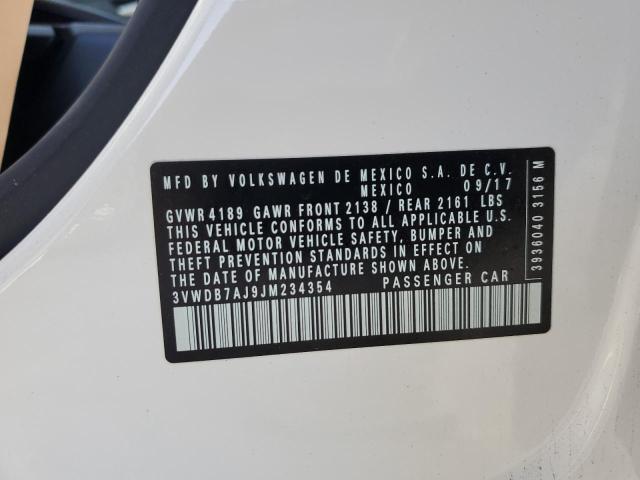 MFD BY VOLKSWAGEN DE MEXICO S.A. DE C.V.
MEXICO 09/17
GVWR 4189 GAWR FRONT 2138 / REAR 2161 LBS
THIS VEHICLE CONFORMS TO ALL APPLICABLE U.S.
FEDERAL MOTOR VEHICLE SAFETY, BUMPER AND
THEFT PREVENTION STANDARDS IN EFFECT ON
THE DATE OF MANUFACTURE SHOWN ABOVE.
3VWDB7AJ9JM234354 PASSENGER CAR
3936040 3156 M